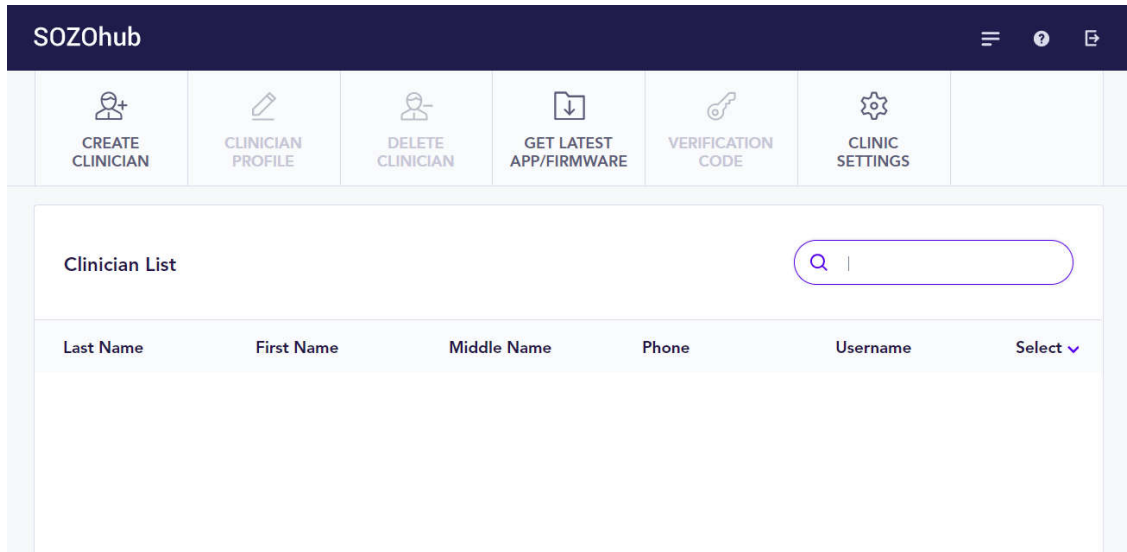 SOZOhub
CREATE
CLINICIAN
CLINICIAN
PROFILE
DELETE
CLINICIAN
GET LATEST
APP/FIRMWARE
VERIFICATION
CODE
CLINIC
SETTINGS
Clinician List
Last Name First Name Middle Name Phone Username Select